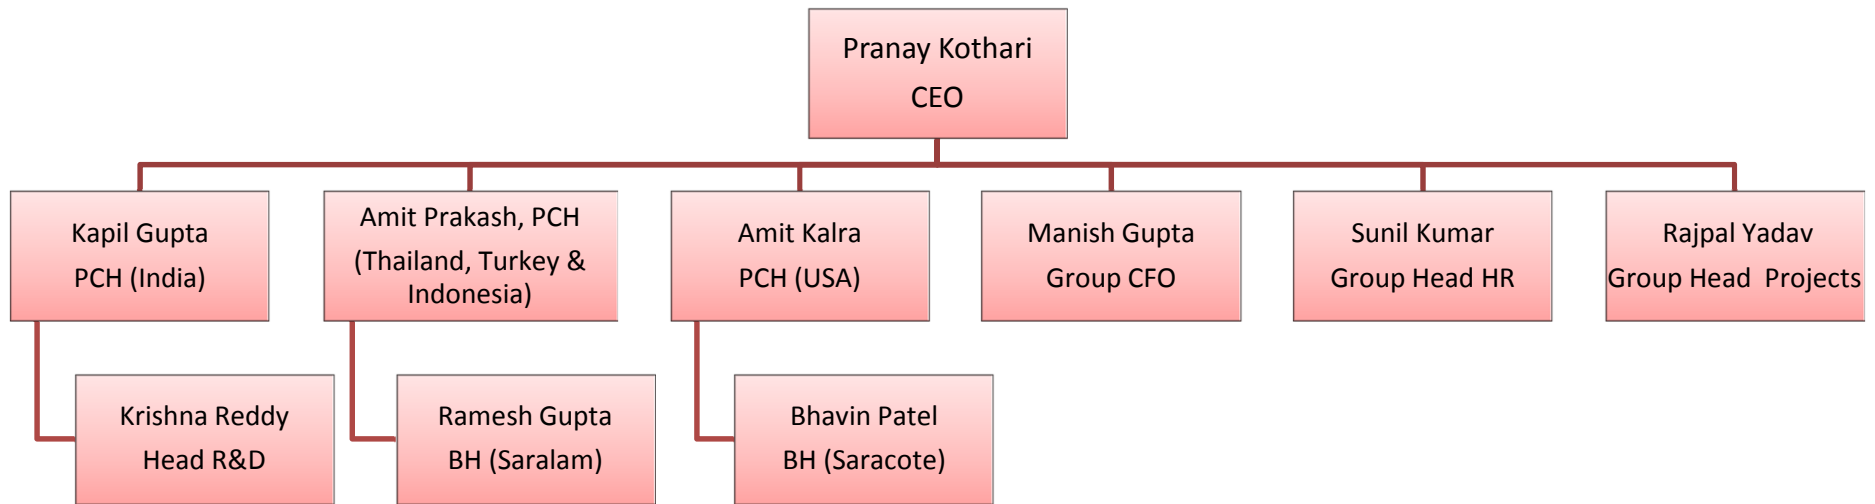 Pranay Kothari
CEO
Kapil Gupta
PCH (India)
Amit Prakash, PCH
(Thailand, Turkey &
Indonesia)
Amit Kalra
PCH (USA)
Manish Gupta
Group CFO
Sunil Kumar
Group Head HR
Rajpal Yadav
Group Head Projects
Krishna Reddy
Head R&D
Ramesh Gupta
BH (Saralam)
Bhavin Patel
BH (Saracote)